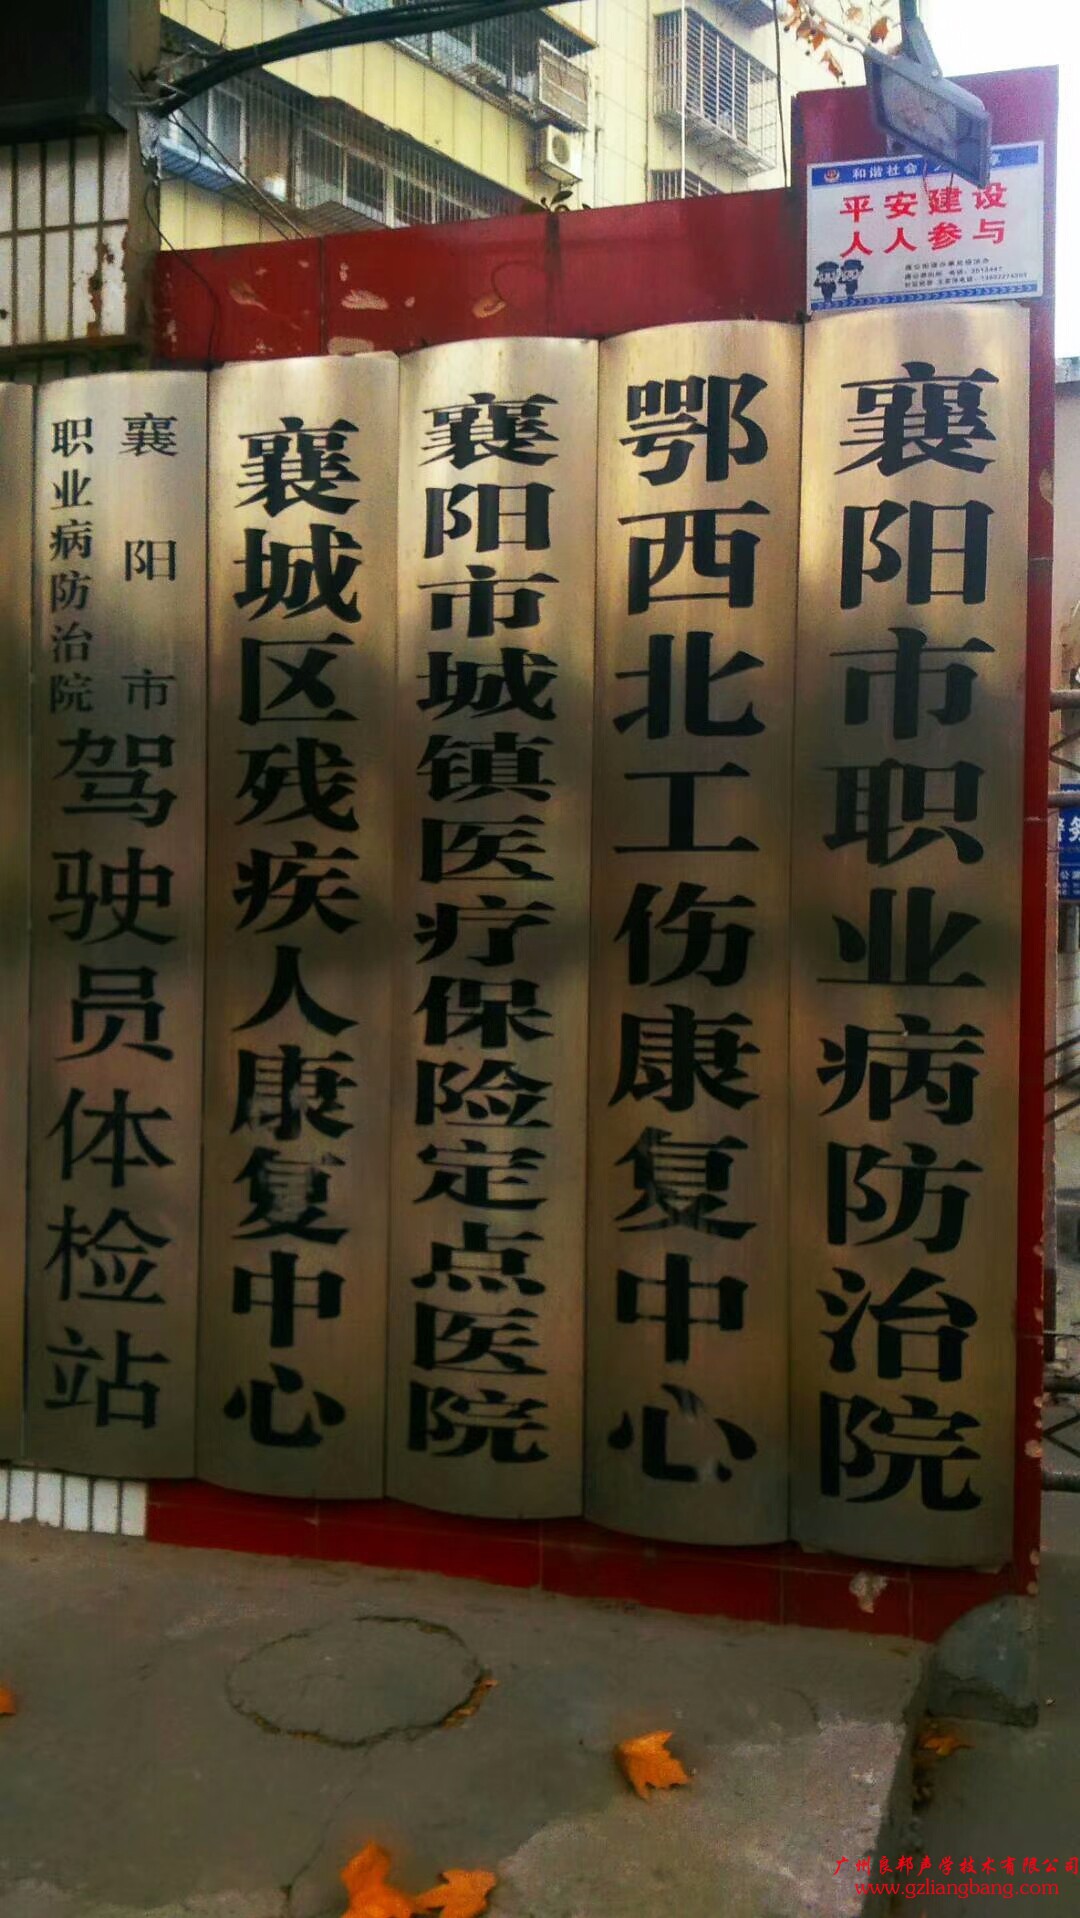 和谐社会
平安建设
人人参与
襄阳市职业病防治院
鄂西北工伤康复中心
襄阳市城镇医疗保险定点医院
襄城区残疾人康复中心
襄阳市
职业病防治院
驾驶员体检站
广州良邦声学技术有限公司
www.gzliangbang.com